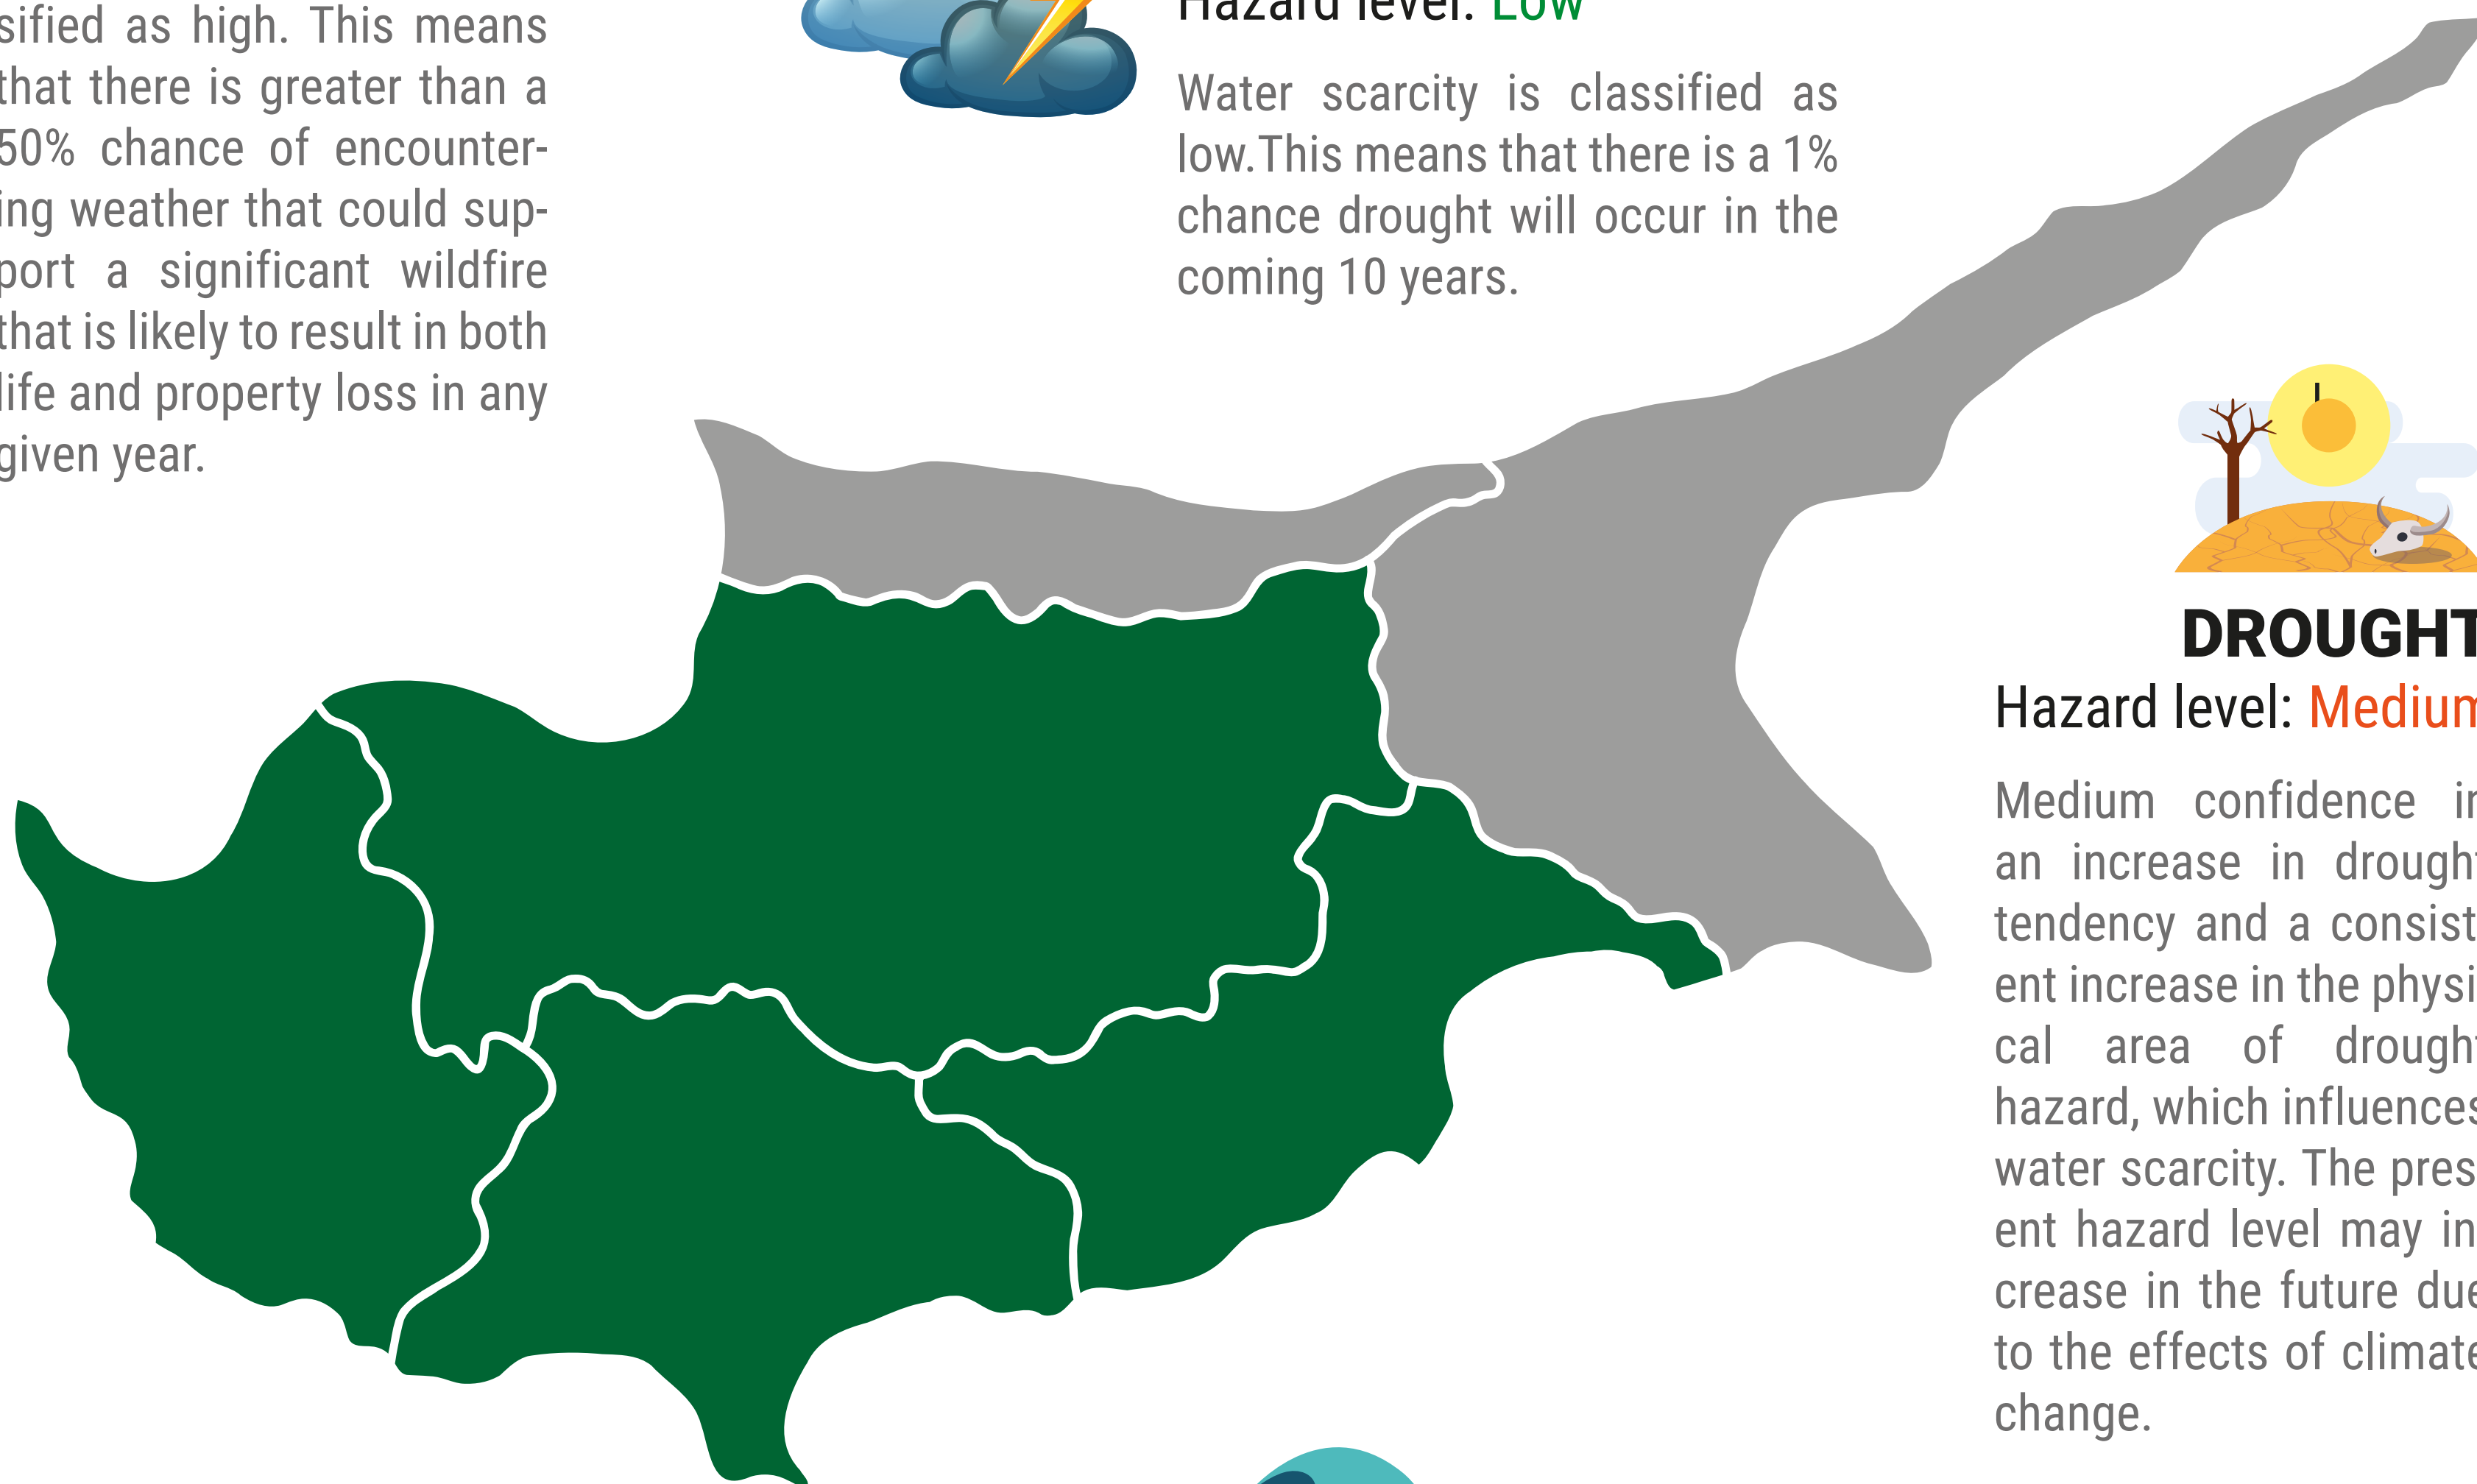 sified as high. This means
that there is greater than a
50% chance of encounter-
ing weather that could sup-
port a significant wildfire
that is likely to result in both
life and property loss in any
given year.
Hazard level: Low
Water scarcity is classified as
low.This means that there is a 1%
chance drought will occur in the
coming 10 years.
DROUGHT
Hazard level: Medium
Medium confidence in
an increase in drought
tendency and a consist-
ent increase in the physi-
cal area of drought
hazard, which influences
water scarcity. The pres-
ent hazard level may in-
crease in the future due
to the effects of climate
change.